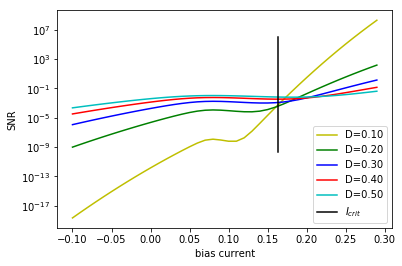 10^7
10^3
10^-1
10^-5
10^-9
10^-13
10^-17
SNR
−0.10 −0.05 0.00 0.05 0.10 0.15 0.20 0.25 0.30
bias current
D=0.10
D=0.20
D=0.30
D=0.40
D=0.50
I_crit